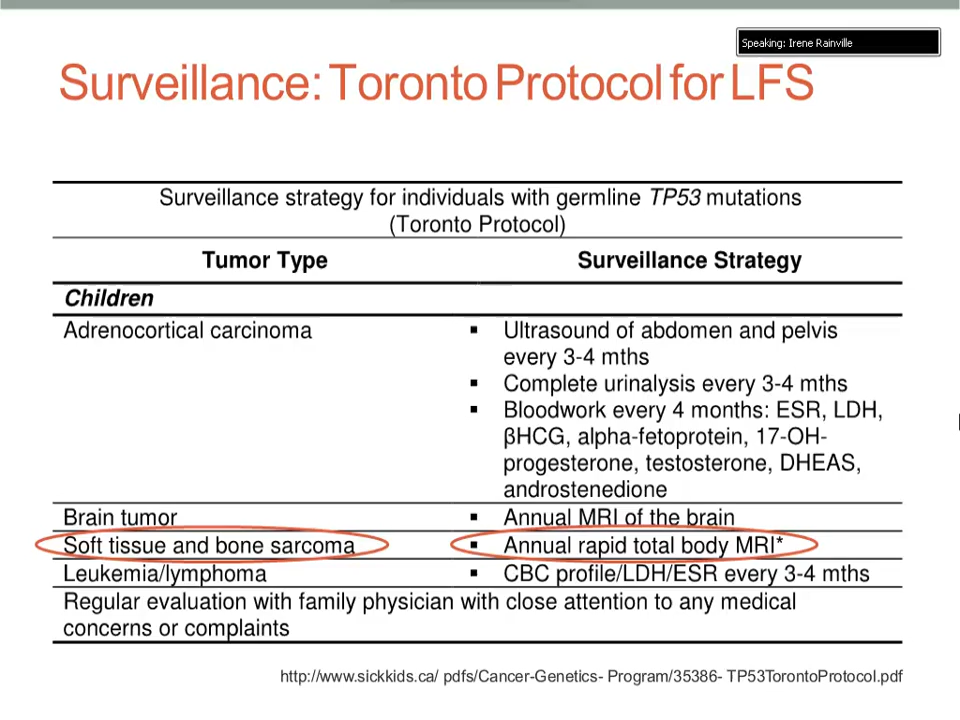 Speaking: Irene Rainville
Surveillance: Toronto Protocol for LFS
Surveillance strategy for individuals with germline TP53 mutations
(Toronto Protocol)
Tumor Type
Surveillance Strategy
Children
Adrenocortical carcinoma
▪ Ultrasound of abdomen and pelvis
every 3-4 mths
▪ Complete urinalysis every 3-4 mths
▪ Bloodwork every 4 months: ESR, LDH,
βHCG, alpha-fetoprotein, 17-OH-
progesterone, testosterone, DHEAS,
androstenedione
Brain tumor
▪ Annual MRI of the brain
Soft tissue and bone sarcoma
▪ Annual rapid total body MRI*
Leukemia/lymphoma
▪ CBC profile/LDH/ESR every 3-4 mths
Regular evaluation with family physician with close attention to any medical
concerns or complaints
http://www.sickkids.ca/ pdfs/Cancer-Genetics- Program/35386- TP53TorontoProtocol.pdf